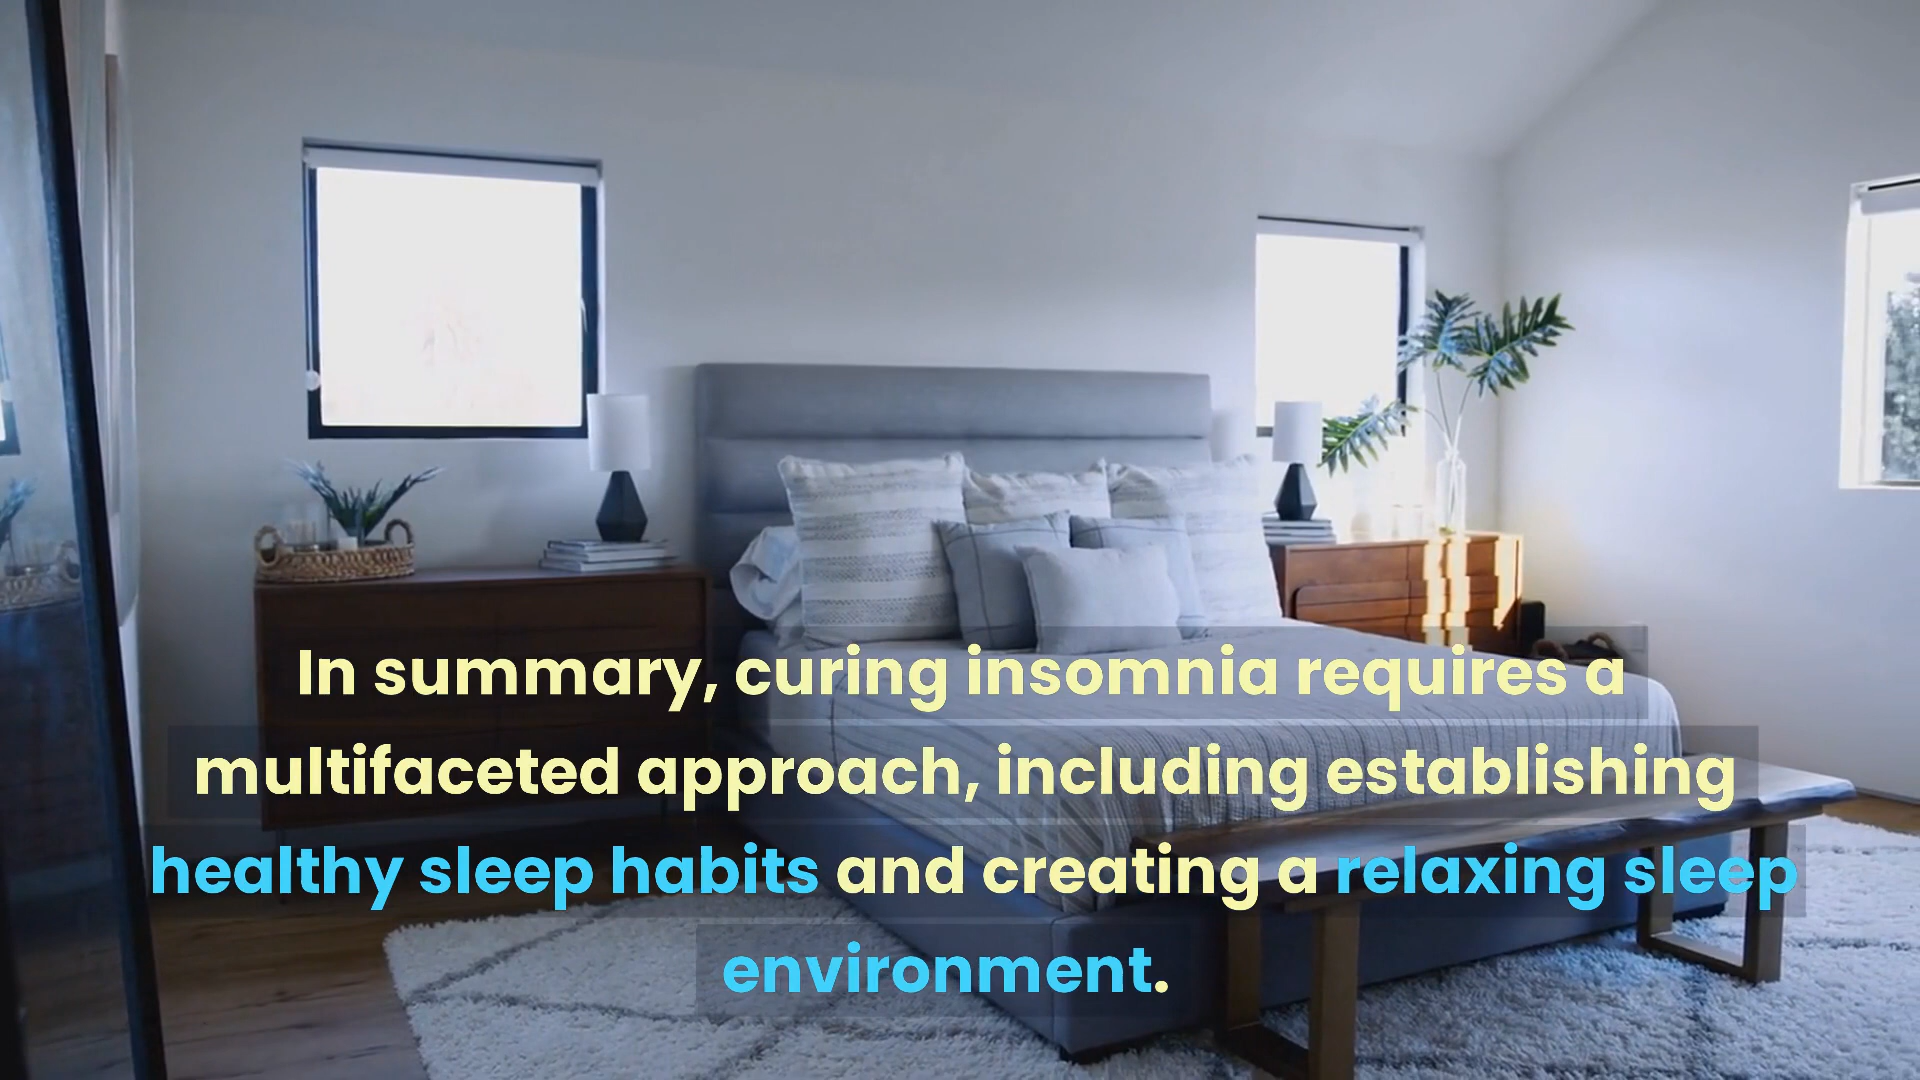 In summary, curing insomnia requires a
multifaceted approach, including establishing
healthy sleep habits and creating a relaxing sleep
environment.